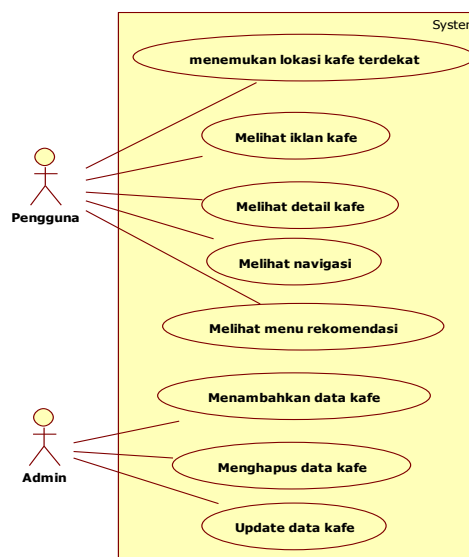 System
menemukan lokasi kafe terdekat
Melihat iklan kafe
Melihat detail kafe
Pengguna
Melihat navigasi
Melihat menu rekomendasi
Menambahkan data kafe
Menghapus data kafe
Admin
Update data kafe